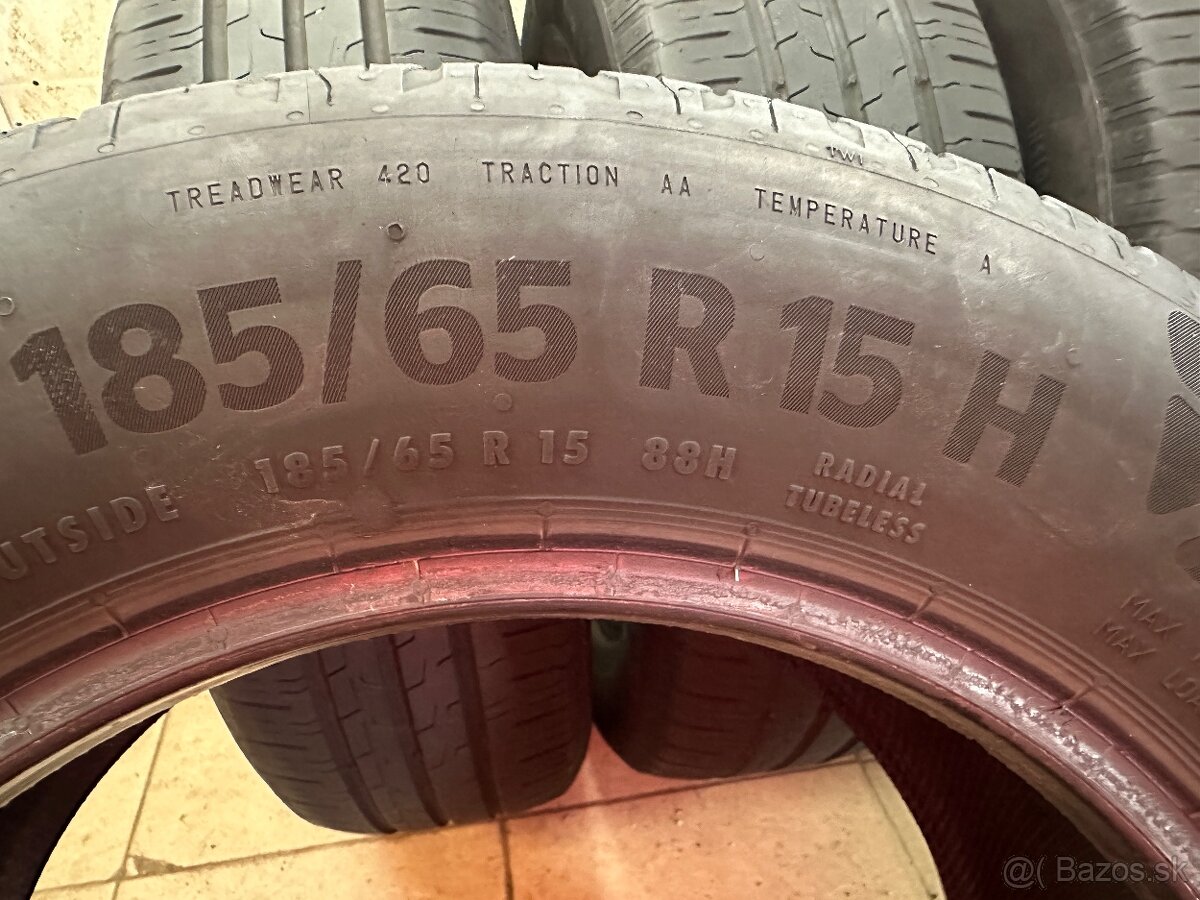 TWI
TREADWEAR 420 TRACTION AA TEMPERATURE A
185/65 R 15 H
UTSIDE 185/65 R 15 88H RADIAL
TUBELESS
MAX
MAX
@( Bazos.sk